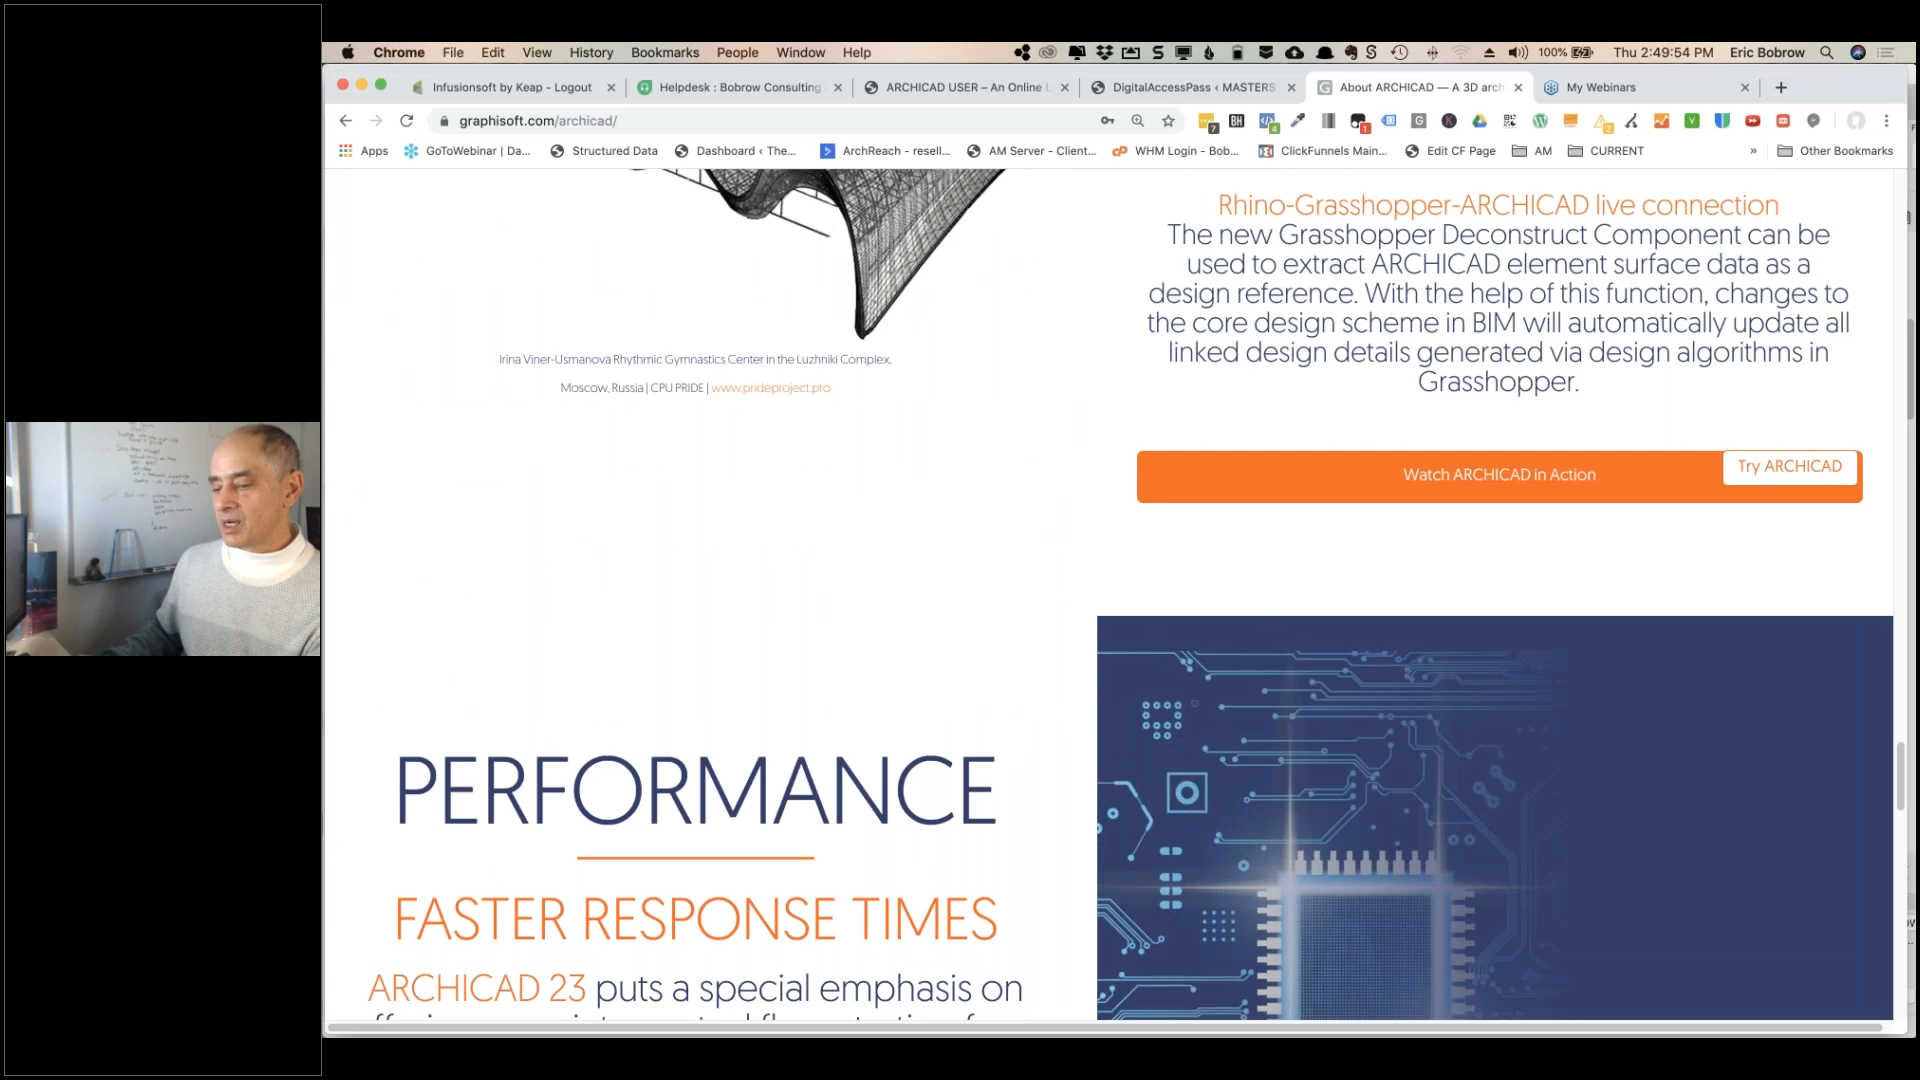 Chrome File Edit View History Bookmarks People Window Help 100% Thu 2:49:54 PM Eric Bobrow
Infusionsoft by Keap - Logout Helpdesk : Bobrow Consulting ARCHICAD USER – An Online DigitalAccessPass ‹ MASTERS About ARCHICAD — A 3D arch My Webinars
graphisoft.com/archicad/
Apps GoToWebinar | Da... Structured Data Dashboard ‹ The... ArchReach - resell... AM Server - Client... WHM Login - Bob... ClickFunnels Main... Edit CF Page AM CURRENT » Other Bookmarks
Rhino-Grasshopper-ARCHICAD live connection
The new Grasshopper Deconstruct Component can be
used to extract ARCHICAD element surface data as a
design reference. With the help of this function, changes to
the core design scheme in BIM will automatically update all
linked design details generated via design algorithms in
Grasshopper.
Irina Viner-Usmanova Rhythmic Gymnastics Center in the Luzhniki Complex,
Moscow, Russia | CPU PRIDE | www.prideproject.pro
Watch ARCHICAD in Action
Try ARCHICAD
PERFORMANCE
FASTER RESPONSE TIMES
ARCHICAD 23 puts a special emphasis on